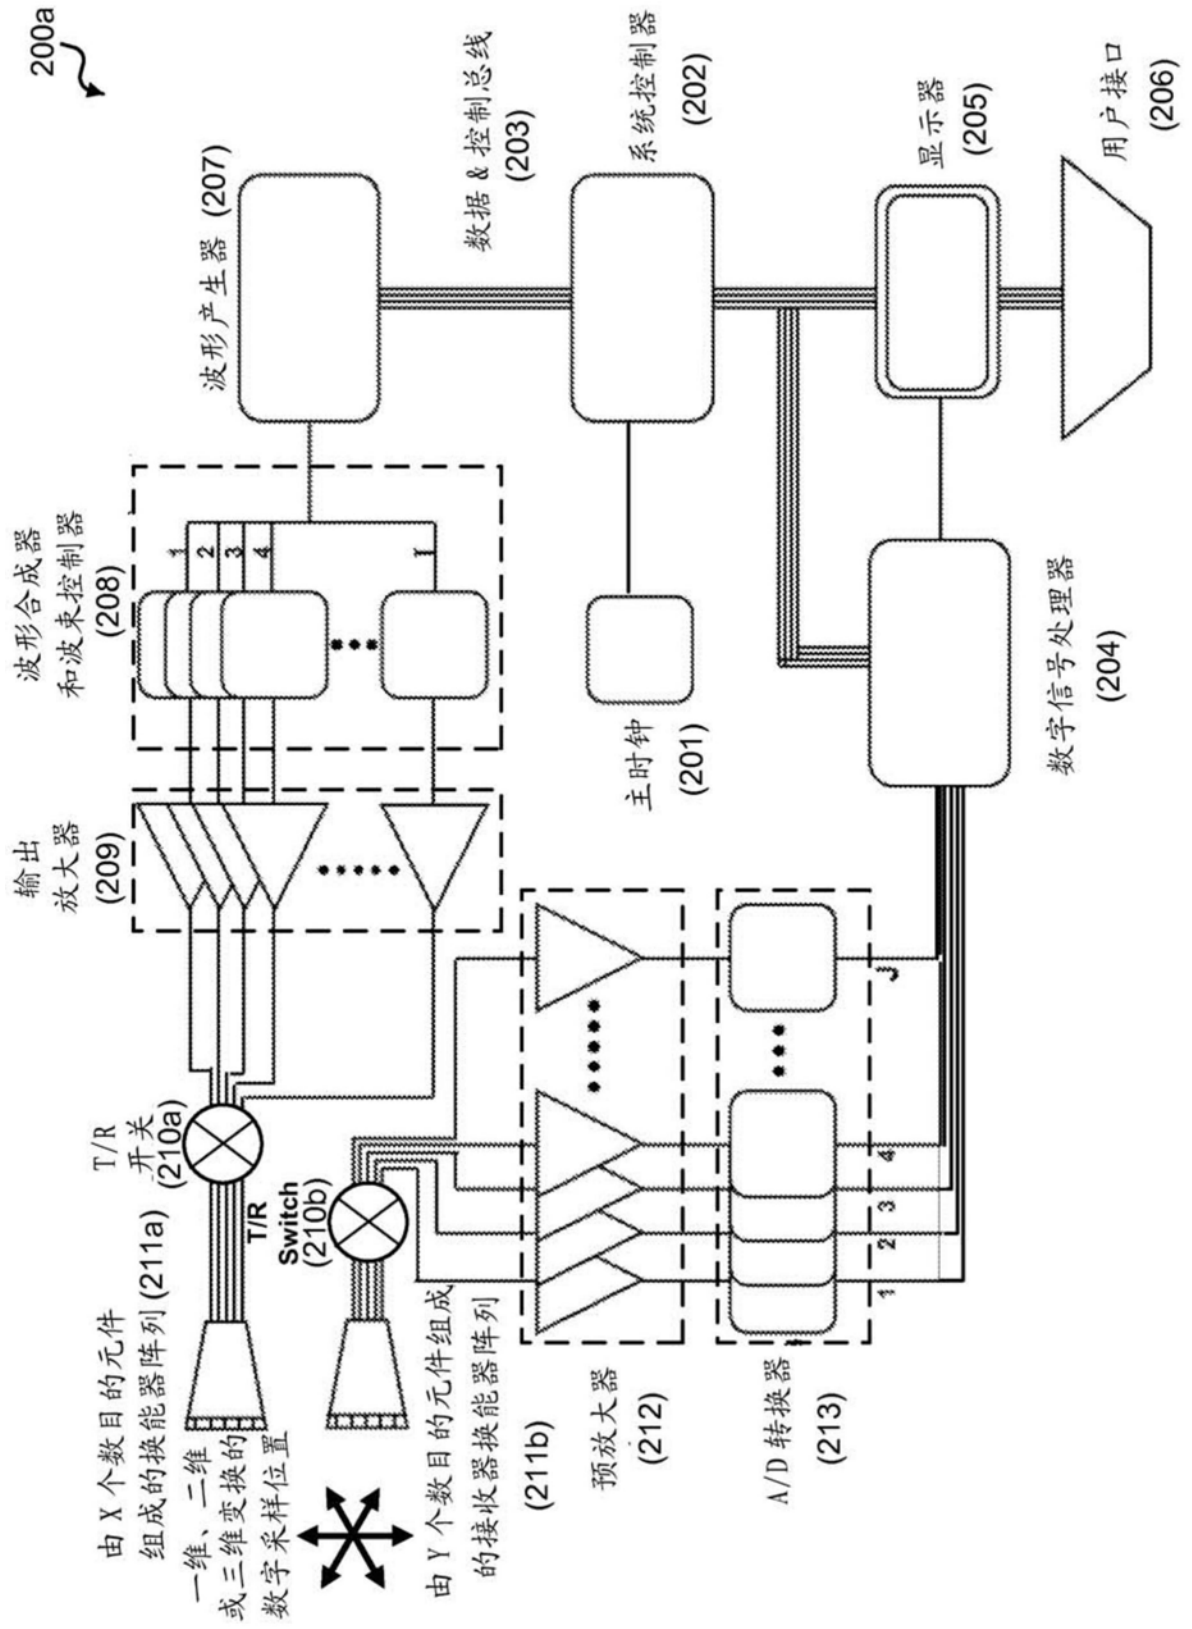 200a
波形产生器 (207)
数据&控制总线
(203)
系统控制器
(202)
显示器
(205)
用户接口
(206)
波形合成器
和波束控制器
(208)
1
2
3
4
I
输出
放大器
(209)
主时钟
(201)
数字信号处理器
(204)
T/R
开关
(210a)
T/R
Switch
(210b)
由X个数目的元件
组成的换能器阵列(211a)
一维、二维
或三维变换的
数字采样位置
由Y个数目的元件组成
的接收器换能器阵列
(211b)
预放大器
(212)
A/D转换器
(213)
1
2
3
4
J